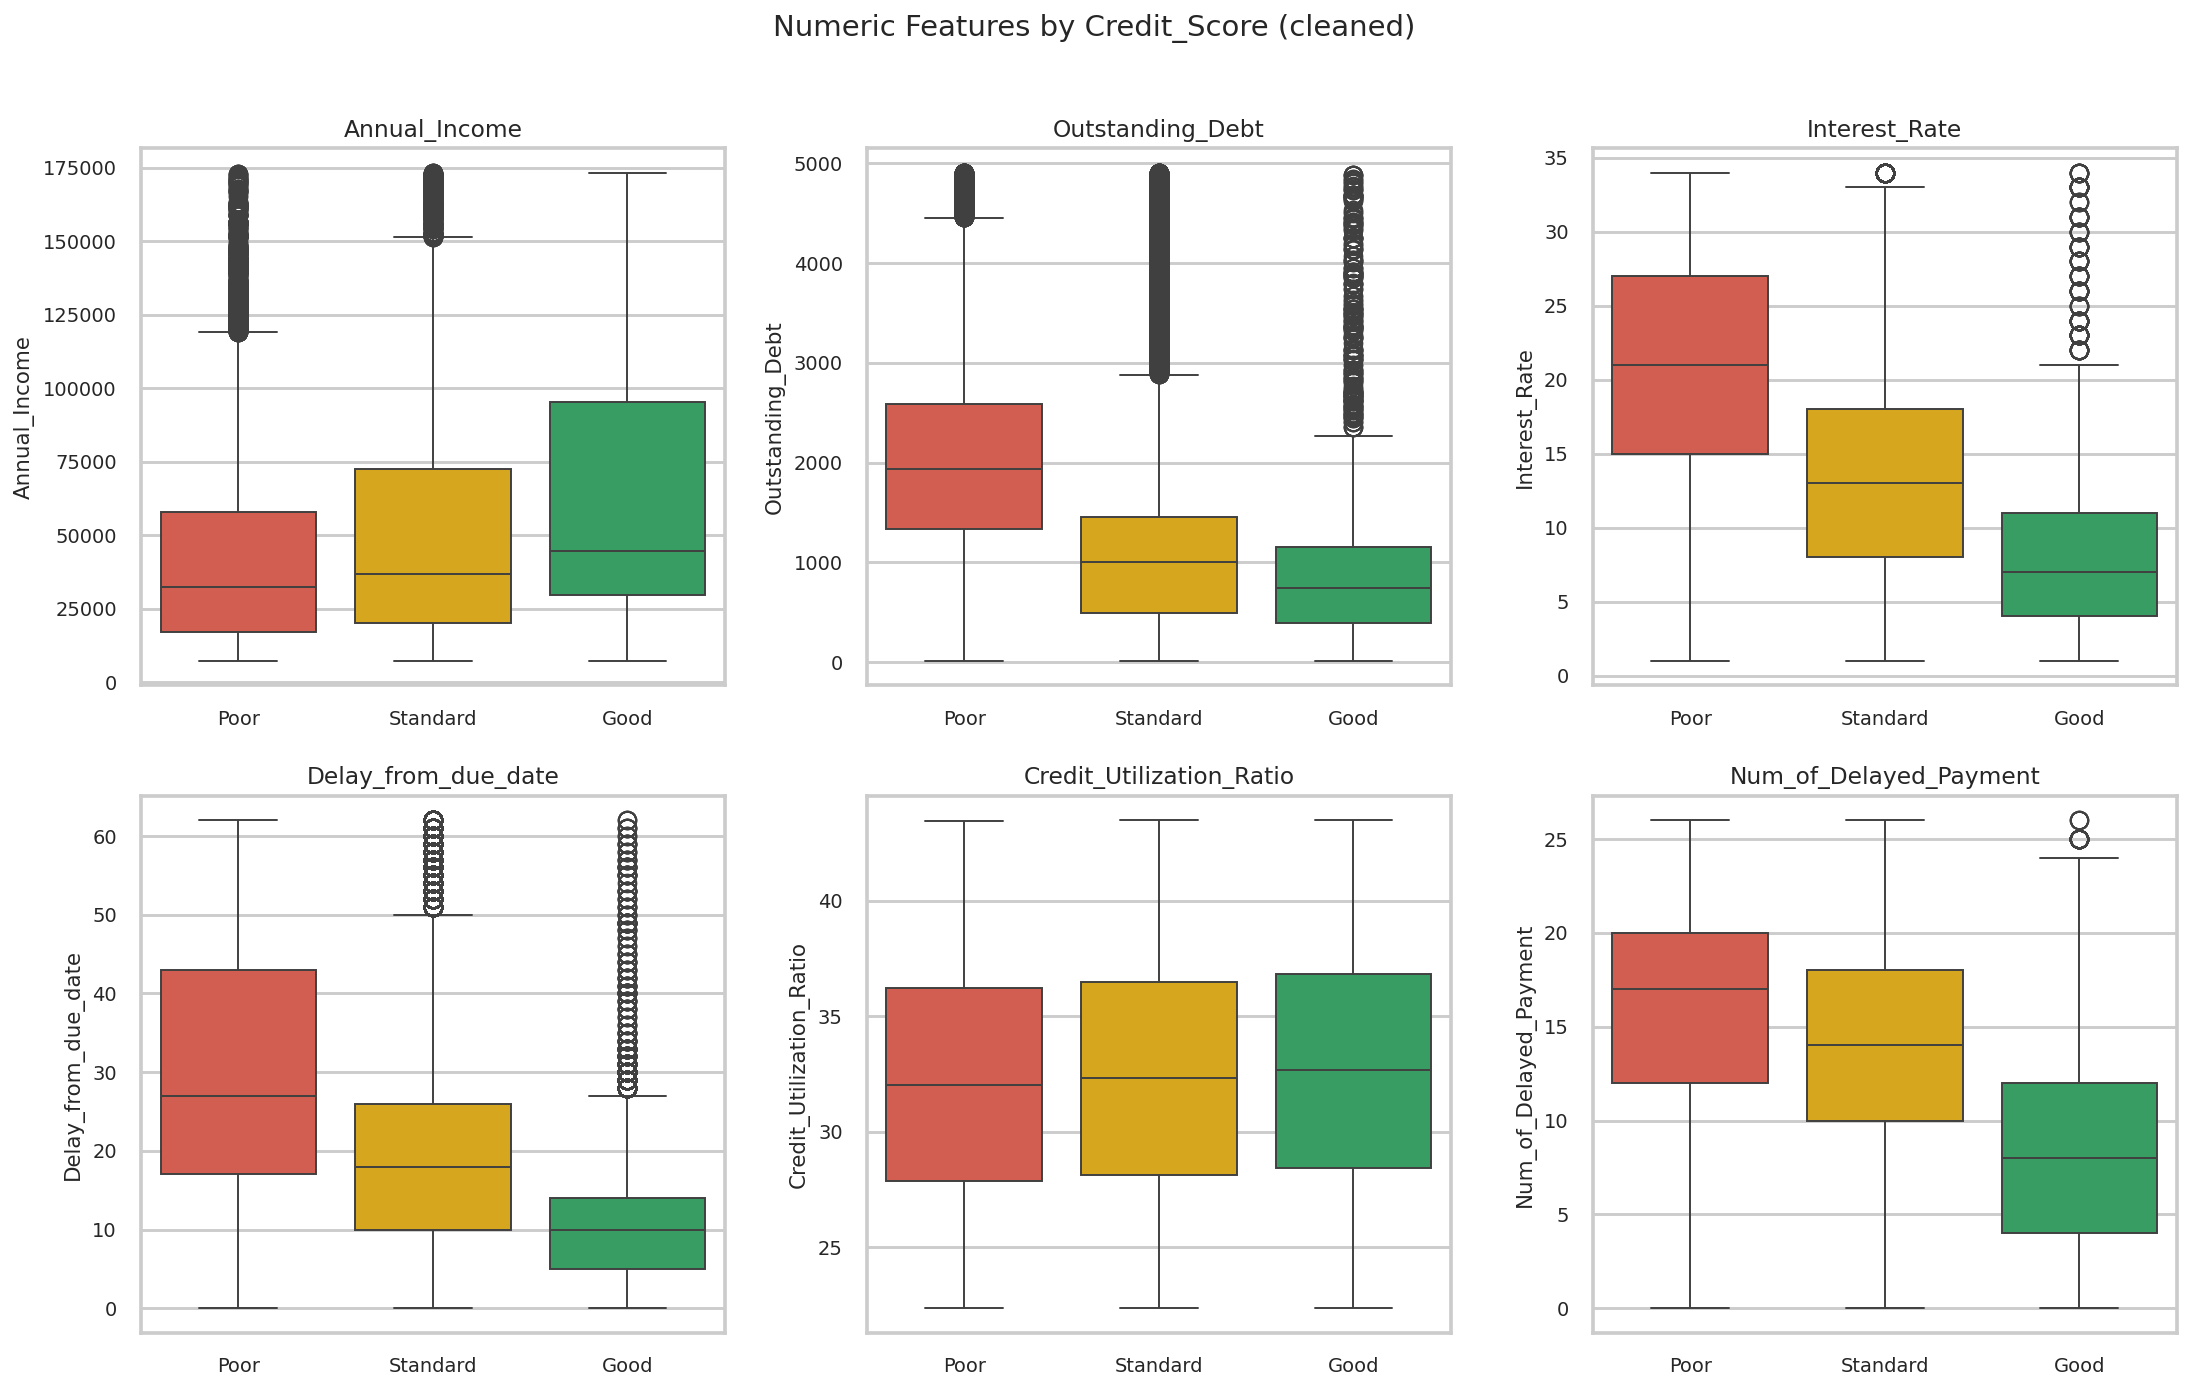 Numeric Features by Credit_Score (cleaned)
Annual_Income
Annual_Income
175000
150000
125000
100000
75000
50000
25000
0
Poor Standard Good
Outstanding_Debt
Outstanding_Debt
5000
4000
3000
2000
1000
0
Poor Standard Good
Interest_Rate
Interest_Rate
35
30
25
20
15
10
5
0
Poor Standard Good
Delay_from_due_date
Delay_from_due_date
60
50
40
30
20
10
0
Poor Standard Good
Credit_Utilization_Ratio
Credit_Utilization_Ratio
40
35
30
25
Poor Standard Good
Num_of_Delayed_Payment
Num_of_Delayed_Payment
25
20
15
10
5
0
Poor Standard Good